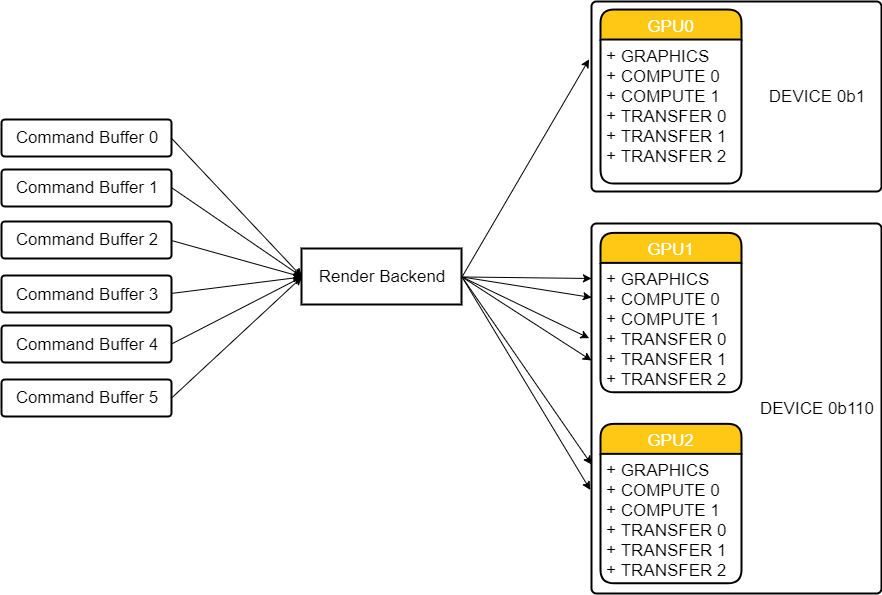 Command Buffer 0
Command Buffer 1
Command Buffer 2
Command Buffer 3
Command Buffer 4
Command Buffer 5
Render Backend
GPU0
+ GRAPHICS
+ COMPUTE 0
+ COMPUTE 1
+ TRANSFER 0
+ TRANSFER 1
+ TRANSFER 2
DEVICE 0b1
GPU1
+ GRAPHICS
+ COMPUTE 0
+ COMPUTE 1
+ TRANSFER 0
+ TRANSFER 1
+ TRANSFER 2
GPU2
+ GRAPHICS
+ COMPUTE 0
+ COMPUTE 1
+ TRANSFER 0
+ TRANSFER 1
+ TRANSFER 2
DEVICE 0b110